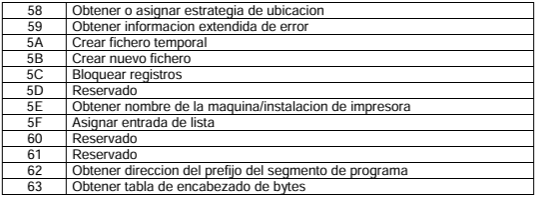 58 Obtener o asignar estrategia de ubicacion
59 Obtener informacion extendida de error
5A Crear fichero temporal
5B Crear nuevo fichero
5C Bloquear registros
5D Reservado
5E Obtener nombre de la maquina/instalacion de impresora
5F Asignar entrada de lista
60 Reservado
61 Reservado
62 Obtener direccion del prefijo del segmento de programa
63 Obtener tabla de encabezado de bytes